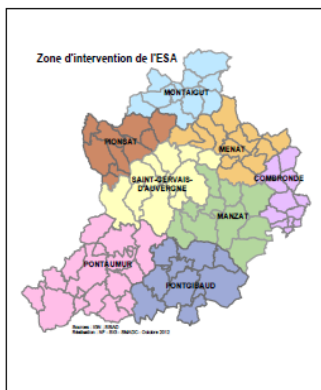 Zone d'intervention de l'ESA
MONTAIGUT
PIONSAT
MENAT
SAINT-GERVAIS-
D'AUVERGNE
COMBRONDE
MANZAT
PONTAUMUR
PONTGIBAUD